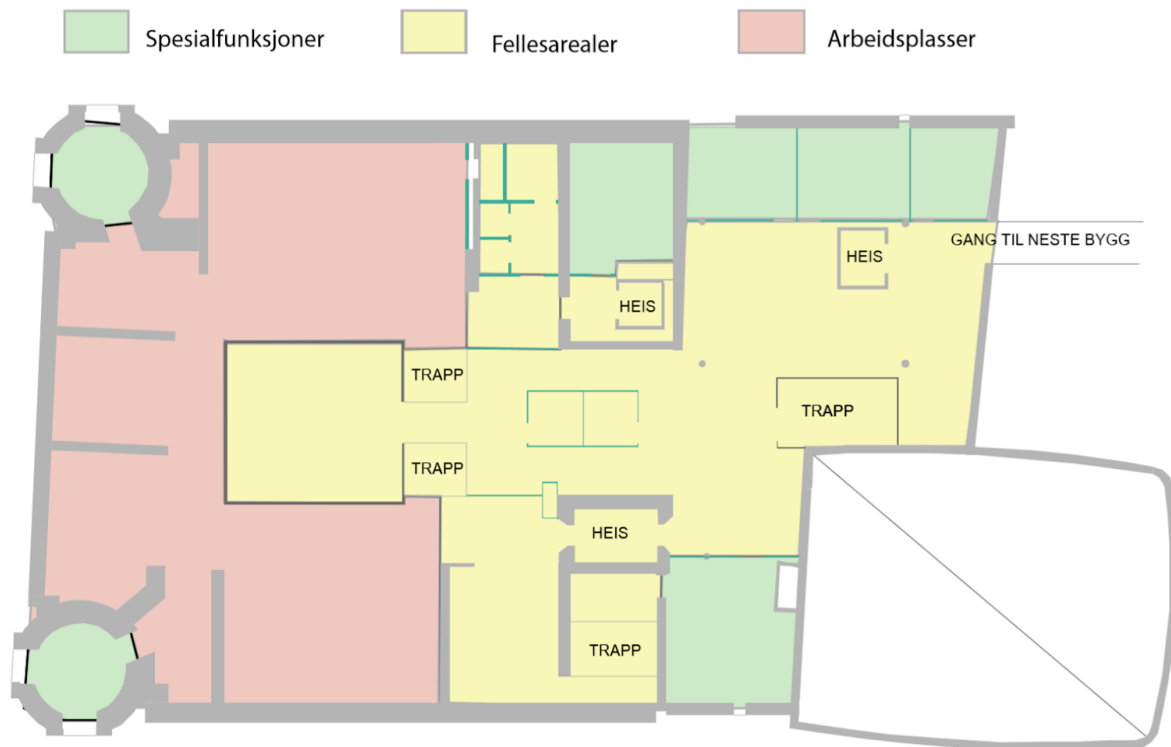 Spesialfunksjoner
Fellesarealer
Arbeidsplasser
GANG TIL NESTE BYGG
HEIS
HEIS
TRAPP
TRAPP
TRAPP
HEIS
TRAPP